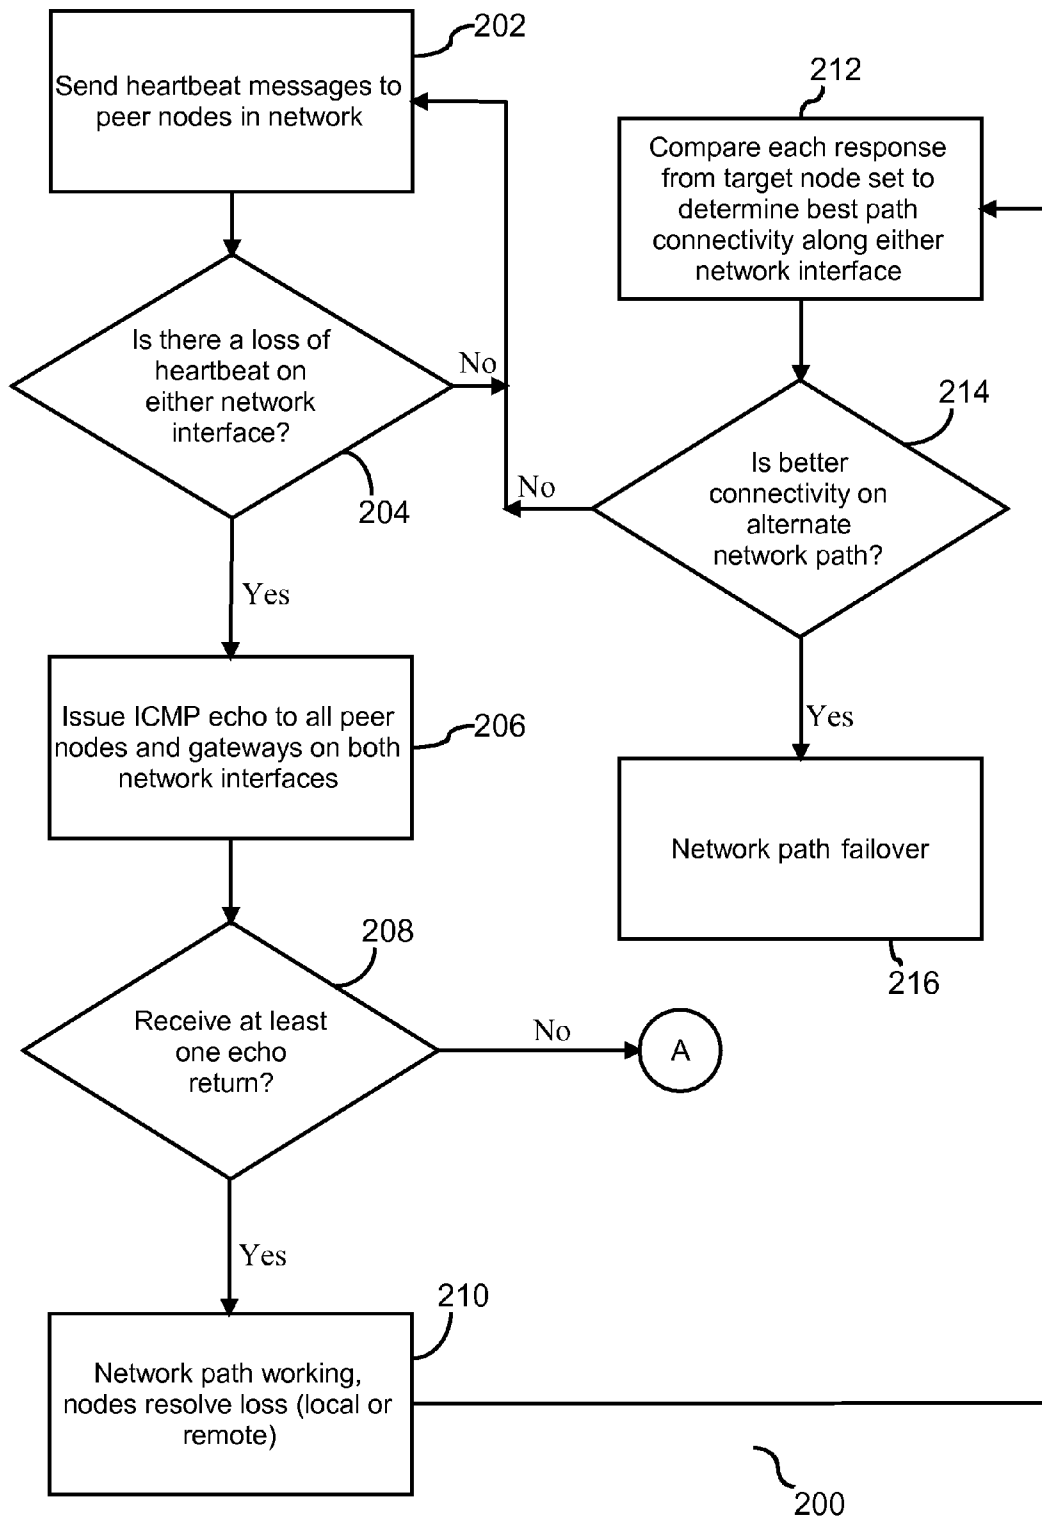 202
Send heartbeat messages to
peer nodes in network
Is there a loss of
heartbeat on
either network
interface?
No
204
Yes
Issue ICMP echo to all peer
nodes and gateways on both
network interfaces
206
208
Receive at least
one echo
return?
No
A
Yes
210
Network path working,
nodes resolve loss (local or
remote)
212
Compare each response
from target node set to
determine best path
connectivity along either
network interface
214
Is better
connectivity on
alternate
network path?
No
Yes
Network path failover
216
200